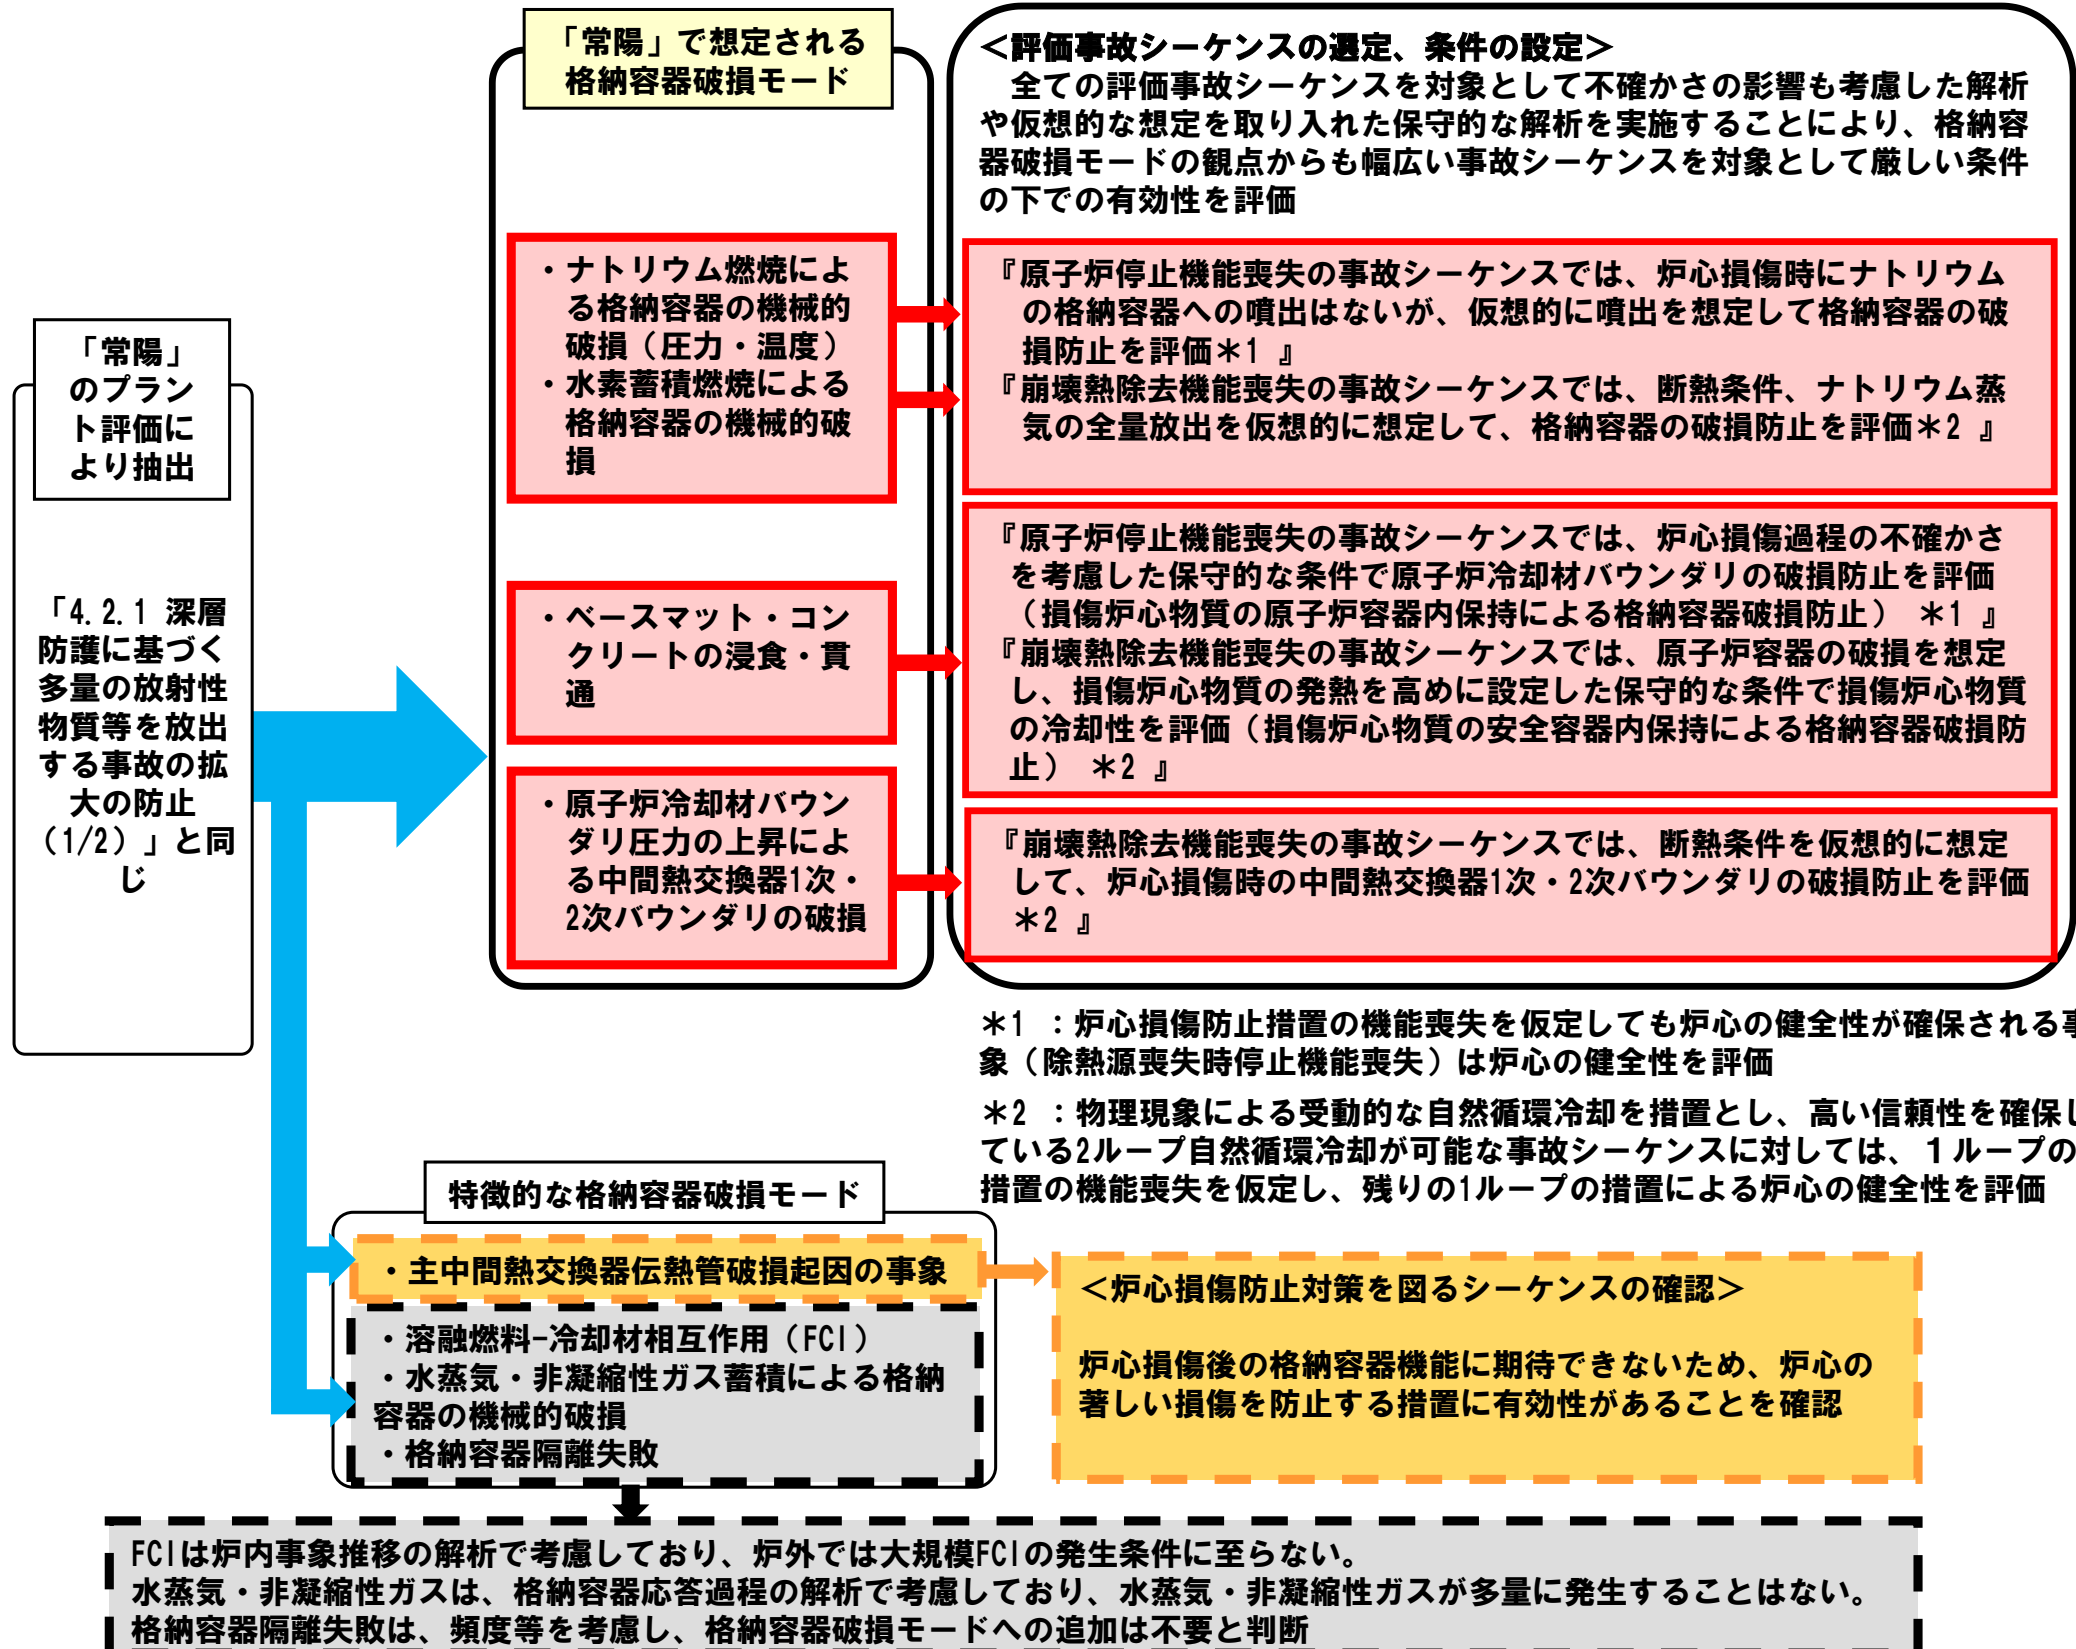 「常陽」
のプラン
ト評価に
より抽出
「4.2.1 深層
防護に基づく
多量の放射性
物質等を放出
する事故の拡
大の防止
（1/2）」と同
じ
「常陽」で想定される
格納容器破損モード
・ナトリウム燃焼によ
る格納容器の機械的
破損（圧力・温度）
・水素蓄積燃焼による
格納容器の機械的破
損
・ベースマット・コン
クリートの浸食・貫
通
・原子炉冷却材バウン
ダリ圧力の上昇によ
る中間熱交換器1次・
2次バウンダリの破損
＜評価事故シーケンスの選定、条件の設定＞
全ての評価事故シーケンスを対象として不確かさの影響も考慮した解析
や仮想的な想定を取り入れた保守的な解析を実施することにより、格納容
器破損モードの観点からも幅広い事故シーケンスを対象として厳しい条件
の下での有効性を評価
『原子炉停止機能喪失の事故シーケンスでは、炉心損傷時にナトリウム
の格納容器への噴出はないが、仮想的に噴出を想定して格納容器の破
損防止を評価＊1 』
『崩壊熱除去機能喪失の事故シーケンスでは、断熱条件、ナトリウム蒸
気の全量放出を仮想的に想定して、格納容器の破損防止を評価＊2 』
『原子炉停止機能喪失の事故シーケンスでは、炉心損傷過程の不確かさ
を考慮した保守的な条件で原子炉冷却材バウンダリの破損防止を評価
（損傷炉心物質の原子炉容器内保持による格納容器破損防止） ＊1 』
『崩壊熱除去機能喪失の事故シーケンスでは、原子炉容器の破損を想定
し、損傷炉心物質の発熱を高めに設定した保守的な条件で損傷炉心物質
の冷却性を評価（損傷炉心物質の安全容器内保持による格納容器破損防
止） ＊2 』
『崩壊熱除去機能喪失の事故シーケンスでは、断熱条件を仮想的に想定
して、炉心損傷時の中間熱交換器1次・2次バウンダリの破損防止を評価
＊2 』
＊1 ：炉心損傷防止措置の機能喪失を仮定しても炉心の健全性が確保される事
象（除熱源喪失時停止機能喪失）は炉心の健全性を評価
＊2 ：物理現象による受動的な自然循環冷却を措置とし、高い信頼性を確保し
ている2ループ自然循環冷却が可能な事故シーケンスに対しては、１ループの
措置の機能喪失を仮定し、残りの1ループの措置による炉心の健全性を評価
特徴的な格納容器破損モード
・主中間熱交換器伝熱管破損起因の事象
・溶融燃料-冷却材相互作用（FCI）
・水蒸気・非凝縮性ガス蓄積による格納
容器の機械的破損
・格納容器隔離失敗
＜炉心損傷防止対策を図るシーケンスの確認＞
炉心損傷後の格納容器機能に期待できないため、炉心の
著しい損傷を防止する措置に有効性があることを確認
FCIは炉内事象推移の解析で考慮しており、炉外では大規模FCIの発生条件に至らない。
水蒸気・非凝縮性ガスは、格納容器応答過程の解析で考慮しており、水蒸気・非凝縮性ガスが多量に発生することはない。
格納容器隔離失敗は、頻度等を考慮し、格納容器破損モードへの追加は不要と判断